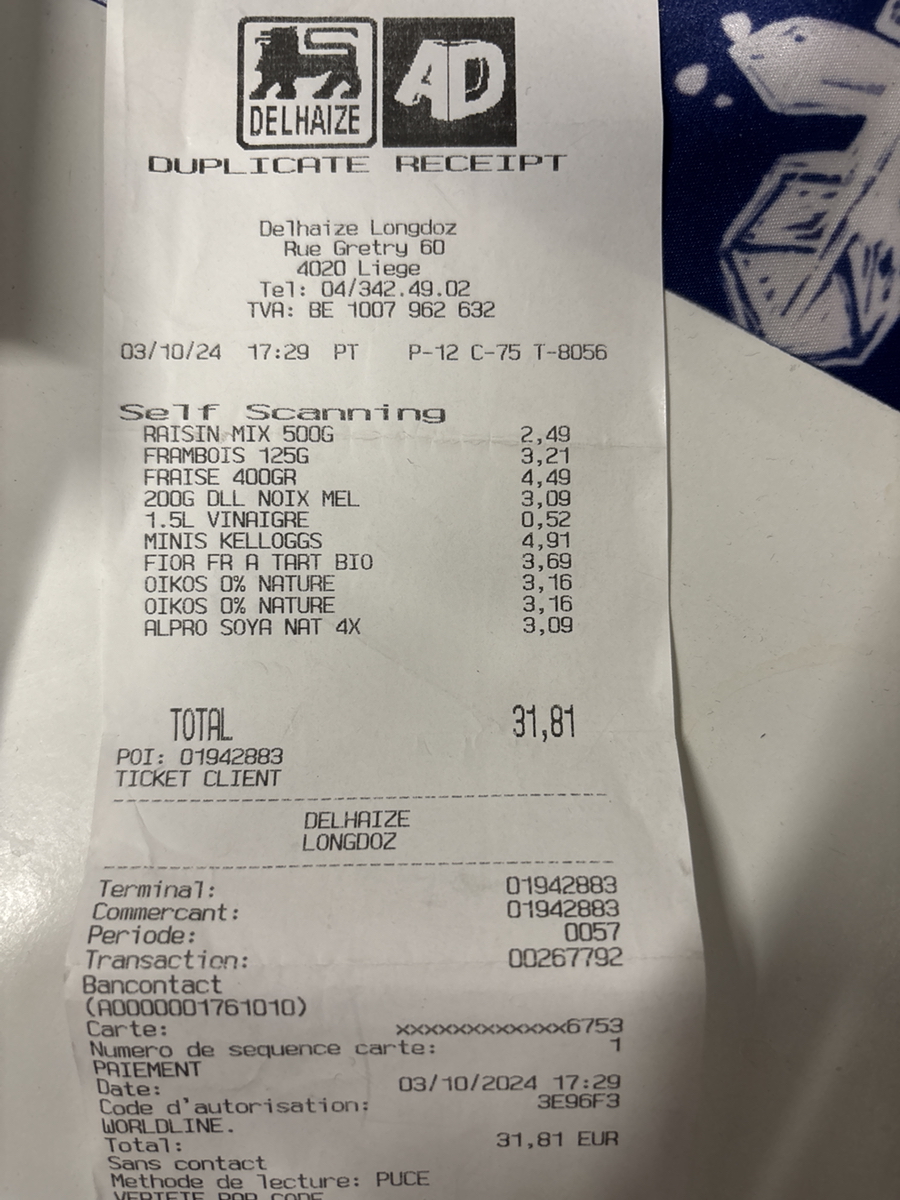 DELHAIZE AD
DUPLICATE RECEIPT
Delhaize Longdoz
Rue Gretry 60
4020 Liege
Tel: 04/342.49.02
TVA: BE 1007 962 632
03/10/24 17:29 PT P-12 C-75 T-8056
Self Scanning
RAISIN MIX 500G 2,49
FRAMBOIS 125G 3,21
FRAISE 400GR 4,49
200G DLL NOIX MEL 3,09
1.5L VINAIGRE 0,52
MINIS KELLOGGS 4,91
FIOR FR A TART BIO 3,69
OIKOS 0% NATURE 3,16
OIKOS 0% NATURE 3,16
ALPRO SOYA NAT 4X 3,09
TOTAL 31,81
POI: 01942883
TICKET CLIENT
DELHAIZE
LONGDOZ
Terminal: 01942883
Commercant: 01942883
Periode: 0057
Transaction: 00267792
Bancontact
(A0000001761010)
Carte: xxxxxxxxxxxxx6753
Numero de sequence carte: 1
PAIEMENT
Date: 03/10/2024 17:29
Code d'autorisation: 3E96F3
WORLDLINE.
Total: 31,81 EUR
Sans contact
Methode de lecture: PUCE